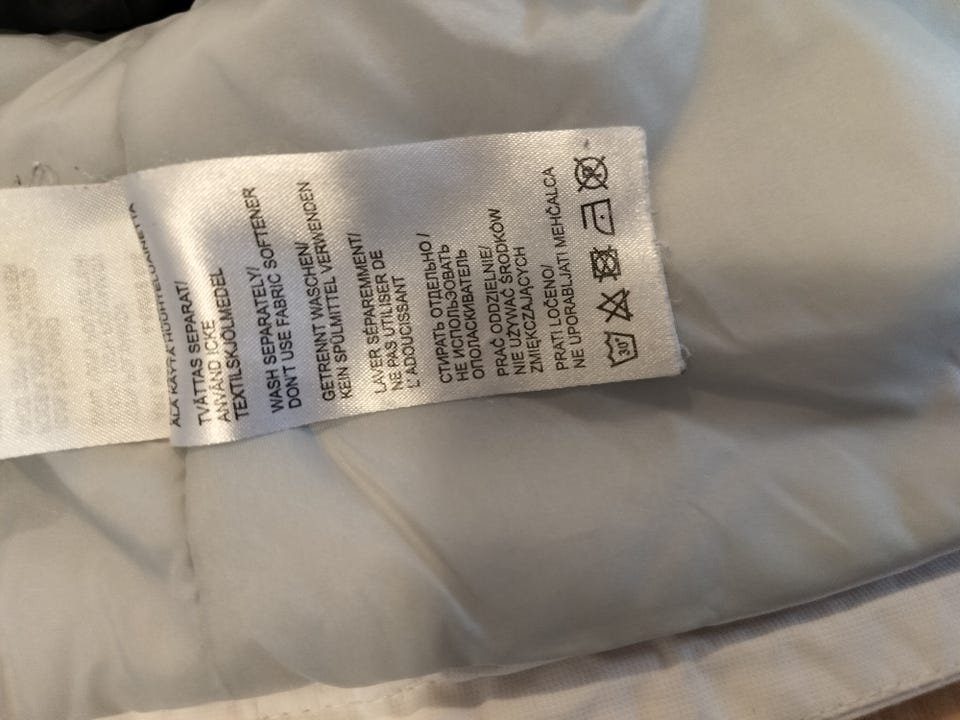 TVÄTTAS SEPARAT/
ANVÄND ICKE
TEXTILSKJÖLMEDEL
WASH SEPARATELY/
DON'T USE FABRIC SOFTENER
GETRENNT WASCHEN/
KEIN SPÜLMITTEL VERWENDEN
LAVER SÉPAREMMENT/
NE PAS UTILISER DE
L'ADOUCISSANT
СТИРАТЬ ОТДЕЛЬНО/
НЕ ИСПОЛЬЗОВАТЬ
ОПОЛАСКИВАТЕЛЬ
PRAĆ ODDZIELNIE/
NIE UŻYWAĆ ŚRODKÓW
ZMIĘKCZAJĄCYCH
PRATI LOČENO/
NE UPORABLJATI MEHČALCA
30°